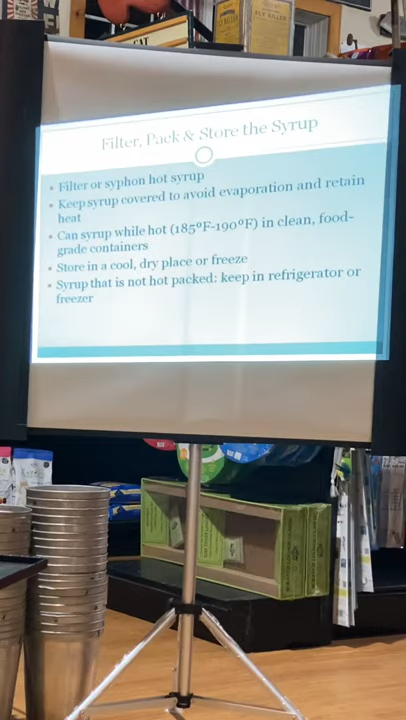 FLY KILLER
Filter, Pack & Store the Syrup
Filter or syphon hot syrup
Keep syrup covered to avoid evaporation and retain
heat
Can syrup while hot (185°F-190°F) in clean, food-
grade containers
Store in a cool, dry place or freeze
Syrup that is not hot packed: keep in refrigerator or
freezer